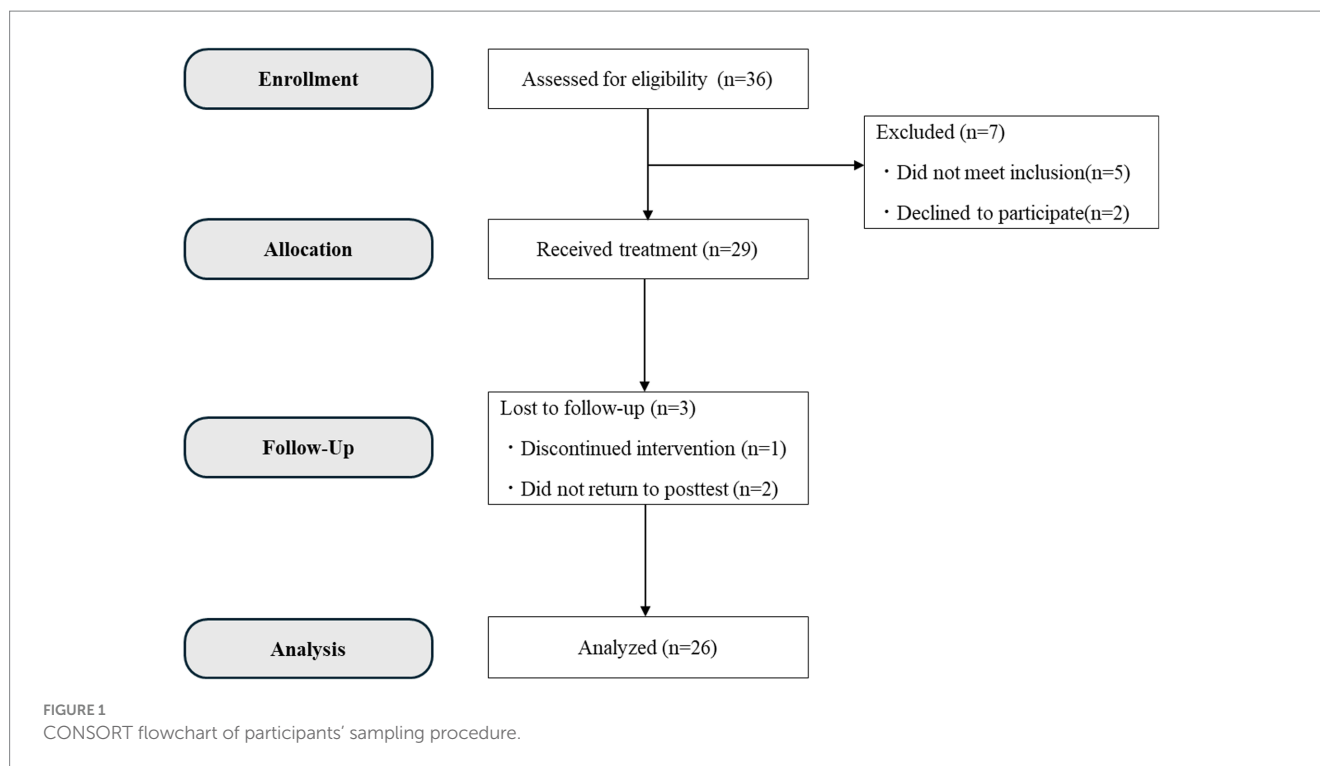 Enrollment
Assessed for eligibility (n=36)
Excluded (n=7)
・Did not meet inclusion(n=5)
・Declined to participate(n=2)
Allocation
Received treatment (n=29)
Follow-Up
Lost to follow-up (n=3)
・Discontinued intervention (n=1)
・Did not return to posttest (n=2)
Analysis
Analyzed (n=26)
FIGURE 1
CONSORT flowchart of participants’ sampling procedure.